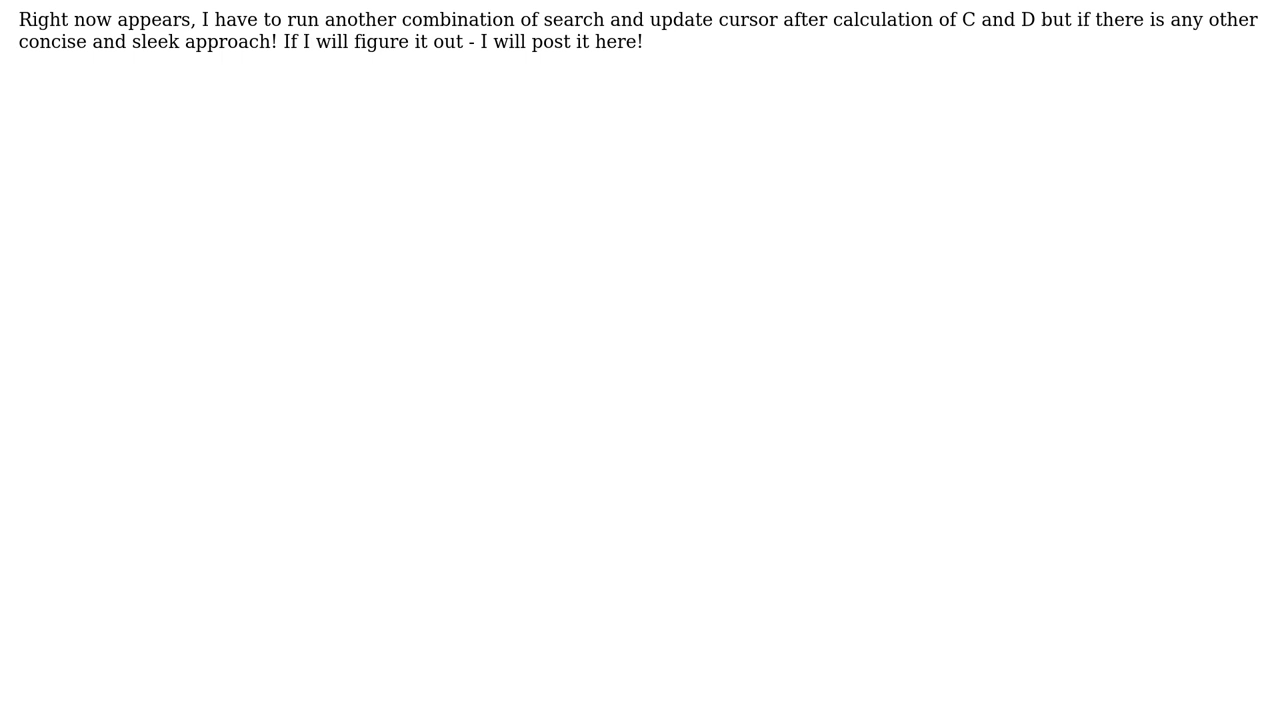 Right now appears, I have to run another combination of search and update cursor after calculation of C and D but if there is any other
concise and sleek approach! If I will figure it out - I will post it here!